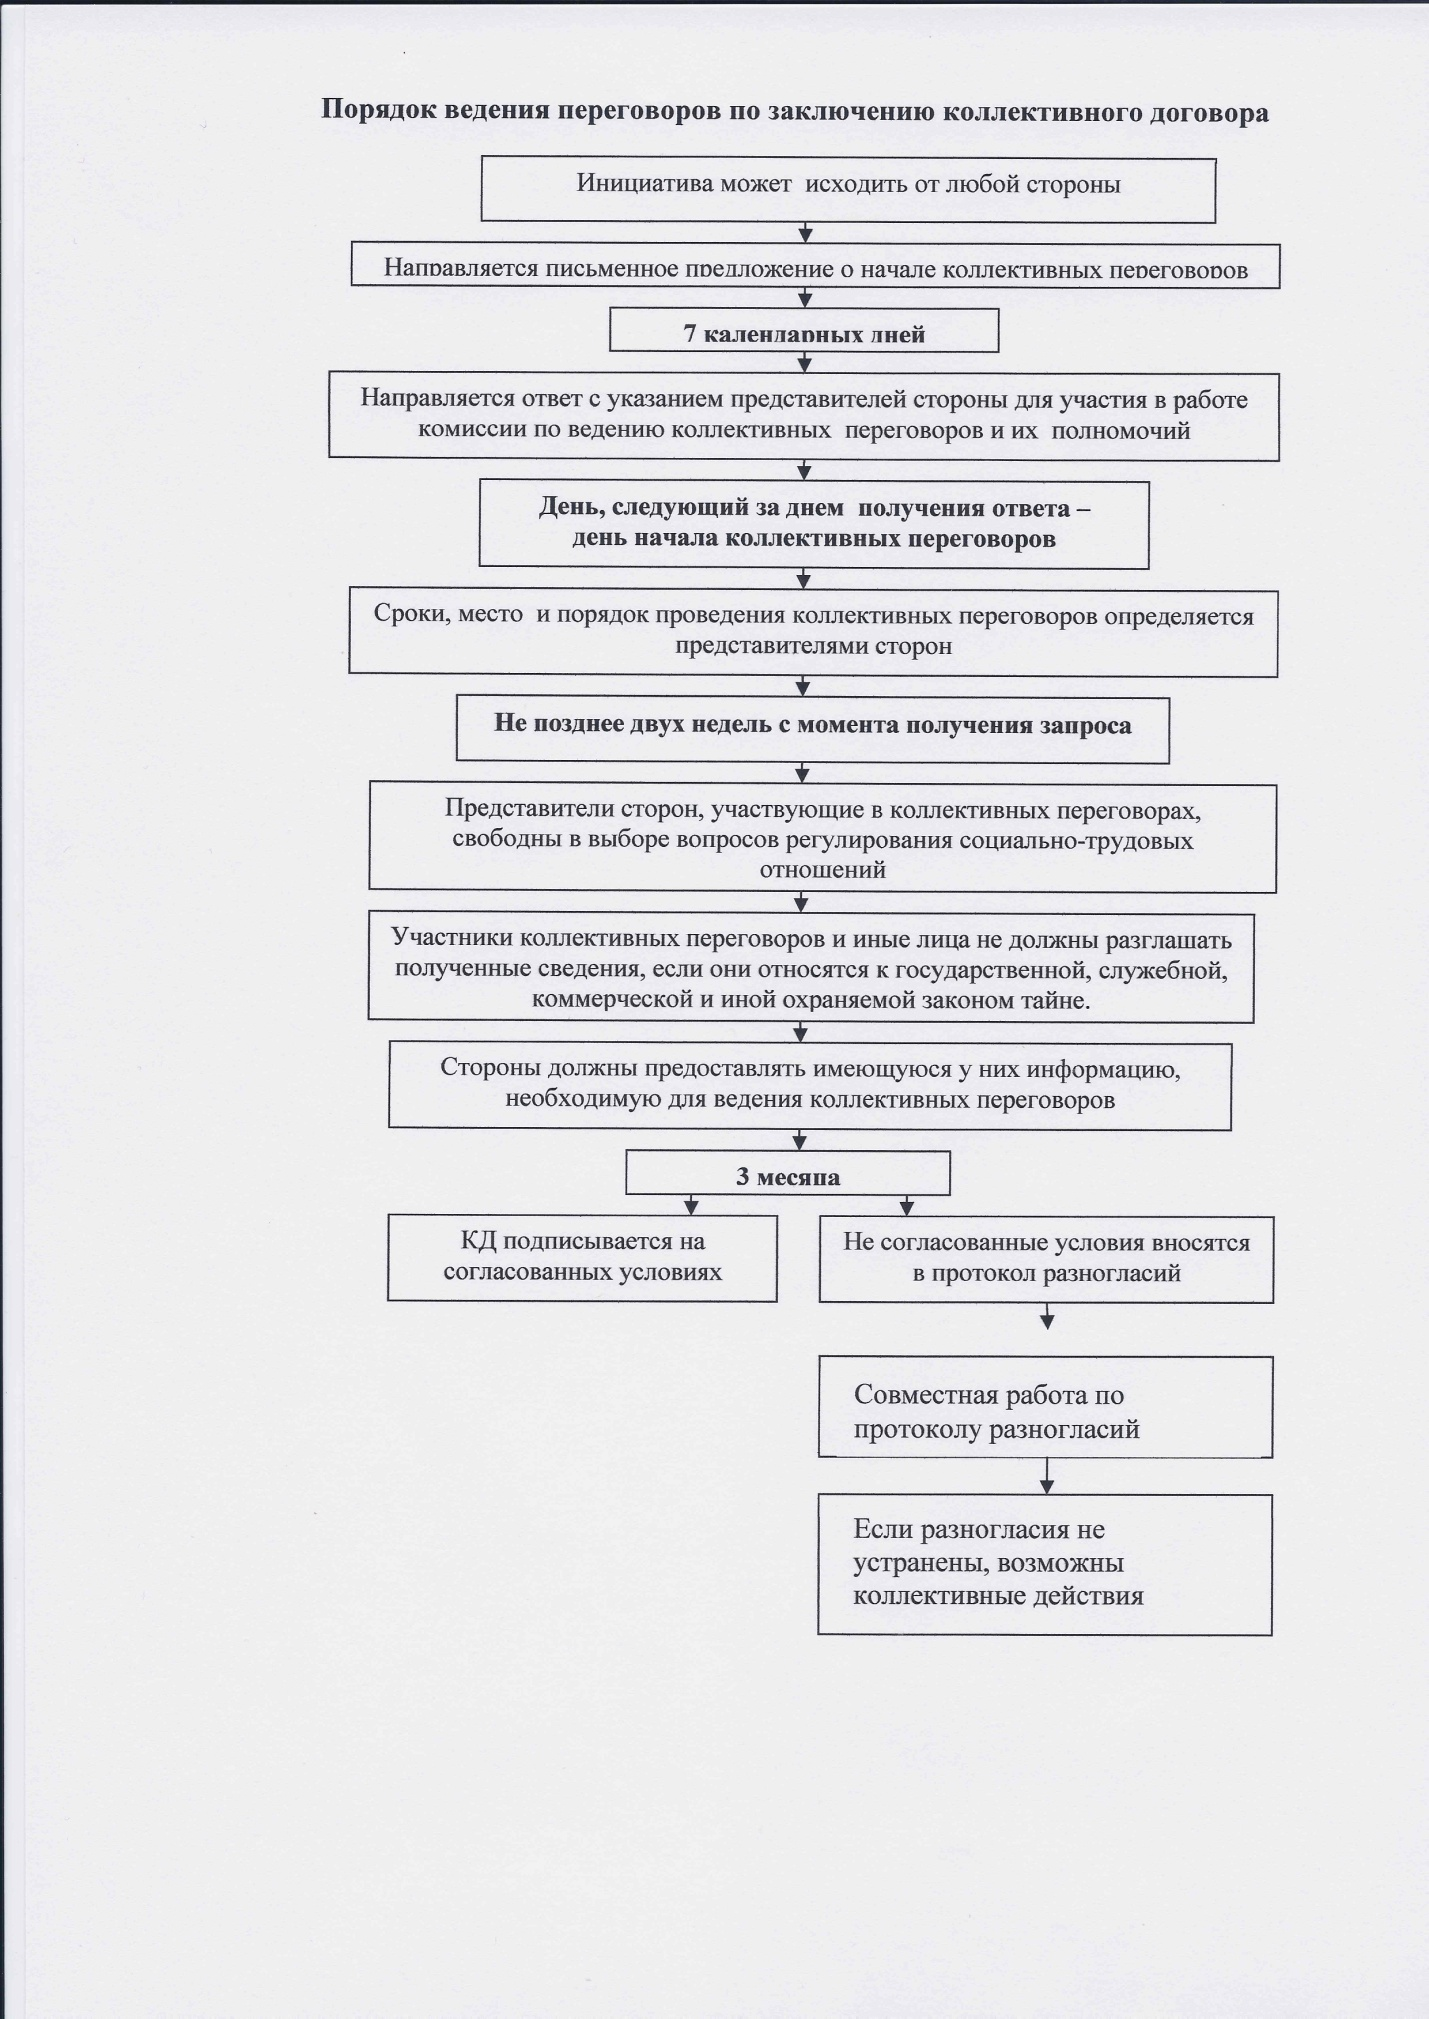 Порядок ведения переговоров по заключению коллективного договора
Инициатива может исходить от любой стороны
Направляется письменное предложение о начале коллективных переговоров
7 календарных дней
Направляется ответ с указанием представителей стороны для участия в работе
комиссии по ведению коллективных переговоров и их полномочий
День, следующий за днем получения ответа –
день начала коллективных переговоров
Сроки, место и порядок проведения коллективных переговоров определяется
представителями сторон
Не позднее двух недель с момента получения запроса
Представители сторон, участвующие в коллективных переговорах,
свободны в выборе вопросов регулирования социально-трудовых
отношений
Участники коллективных переговоров и иные лица не должны разглашать
полученные сведения, если они относятся к государственной, служебной,
коммерческой и иной охраняемой законом тайне.
Стороны должны предоставлять имеющуюся у них информацию,
необходимую для ведения коллективных переговоров
3 месяца
КД подписывается на
согласованных условиях
Не согласованные условия вносятся
в протокол разногласий
Совместная работа по
протоколу разногласий
Если разногласия не
устранены, возможны
коллективные действия